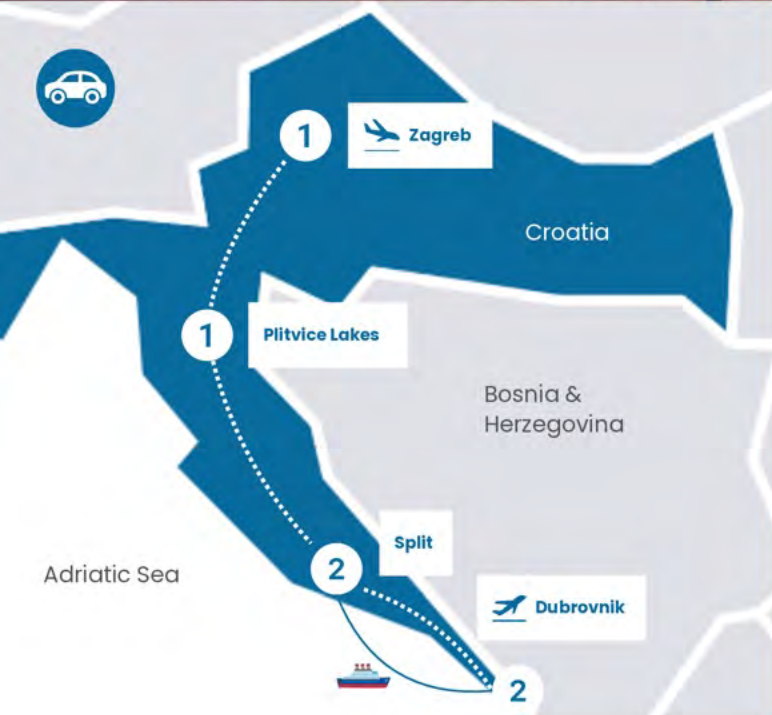 1
Zagreb
Croatia
1
Plitvice Lakes
Bosnia &
Herzegovina
Split
2
Adriatic Sea
Dubrovnik
2